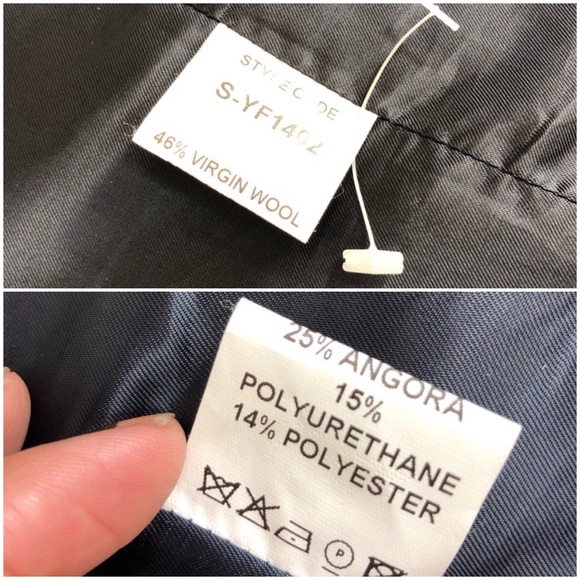 STYLE CODE
S-YF1402
46% VIRGIN WOOL
25% ANGORA
15%
POLYURETHANE
14% POLYESTER
P